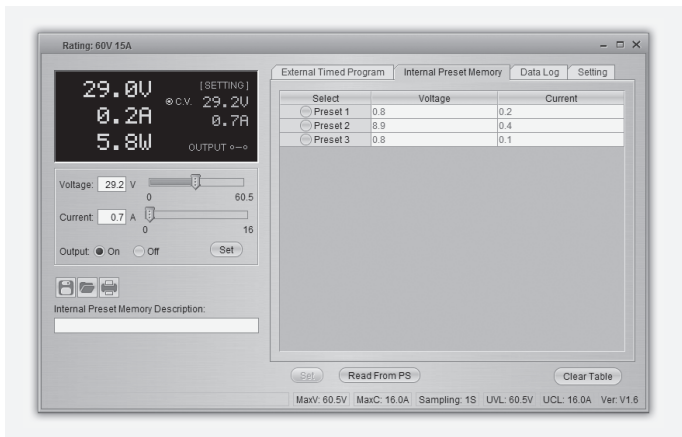 Rating: 60V 15A
29.0V
[SETTING]
C.V. 29.2V
0.2A
0.7A
5.8W
OUTPUT
Voltage: 29.2 V
0 60.5
Current: 0.7 A
0 16
Output: On Off Set
Internal Preset Memory Description:
External Timed Program Internal Preset Memory Data Log Setting
Select Voltage Current
Preset 1 0.8 0.2
Preset 2 8.9 0.4
Preset 3 0.8 0.1
Set Read From PS Clear Table
MaxV: 60.5V MaxC: 16.0A Sampling: 1S UVL: 60.5V UCL: 16.0A Ver: V1.6